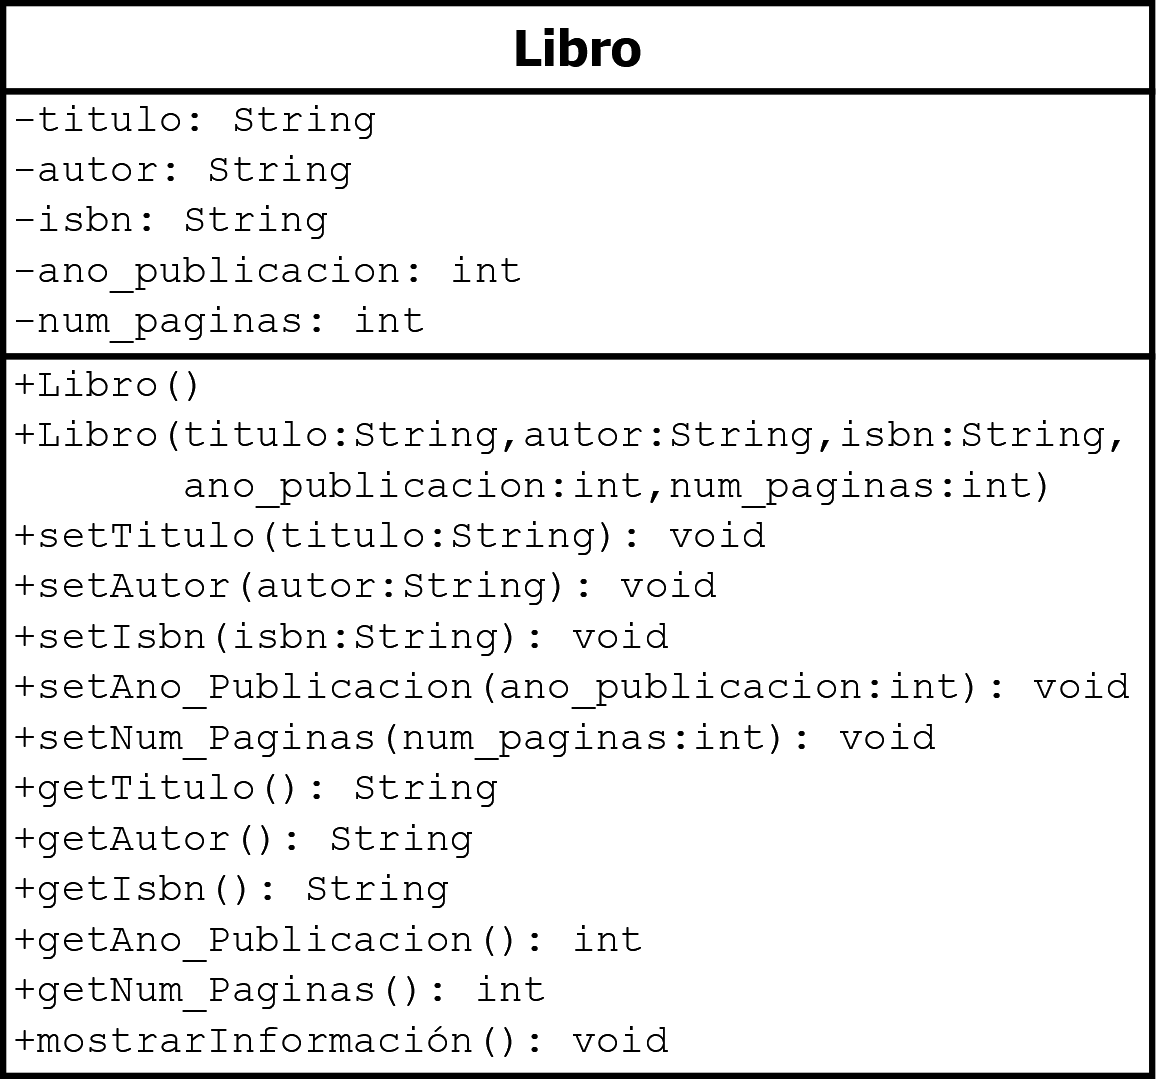 Libro
-titulo: String
-autor: String
-isbn: String
-ano_publicacion: int
-num_paginas: int
+Libro()
+Libro(titulo:String,autor:String,isbn:String,
ano_publicacion:int,num_paginas:int)
+setTitulo(titulo:String): void
+setAutor(autor:String): void
+setIsbn(isbn:String): void
+setAno_Publicacion(ano_publicacion:int): void
+setNum_Paginas(num_paginas:int): void
+getTitulo(): String
+getAutor(): String
+getIsbn(): String
+getAno_Publicacion(): int
+getNum_Paginas(): int
+mostrarInformación(): void